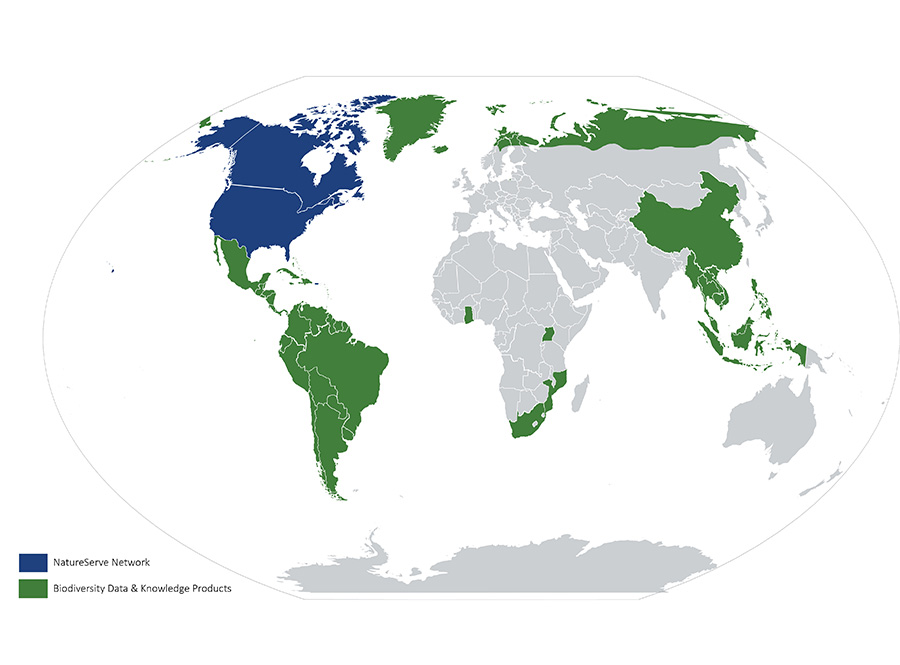 NatureServe Network
Biodiversity Data & Knowledge Products